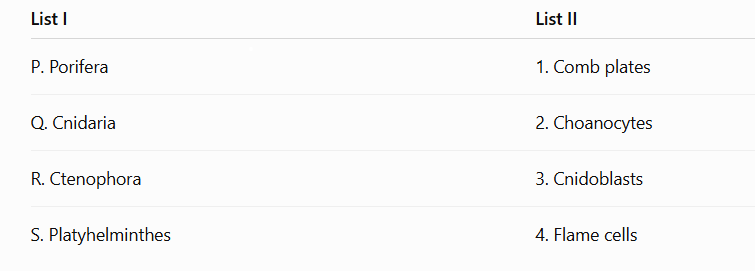 List I List II
P. Porifera 1. Comb plates
Q. Cnidaria 2. Choanocytes
R. Ctenophora 3. Cnidoblasts
S. Platyhelminthes 4. Flame cells